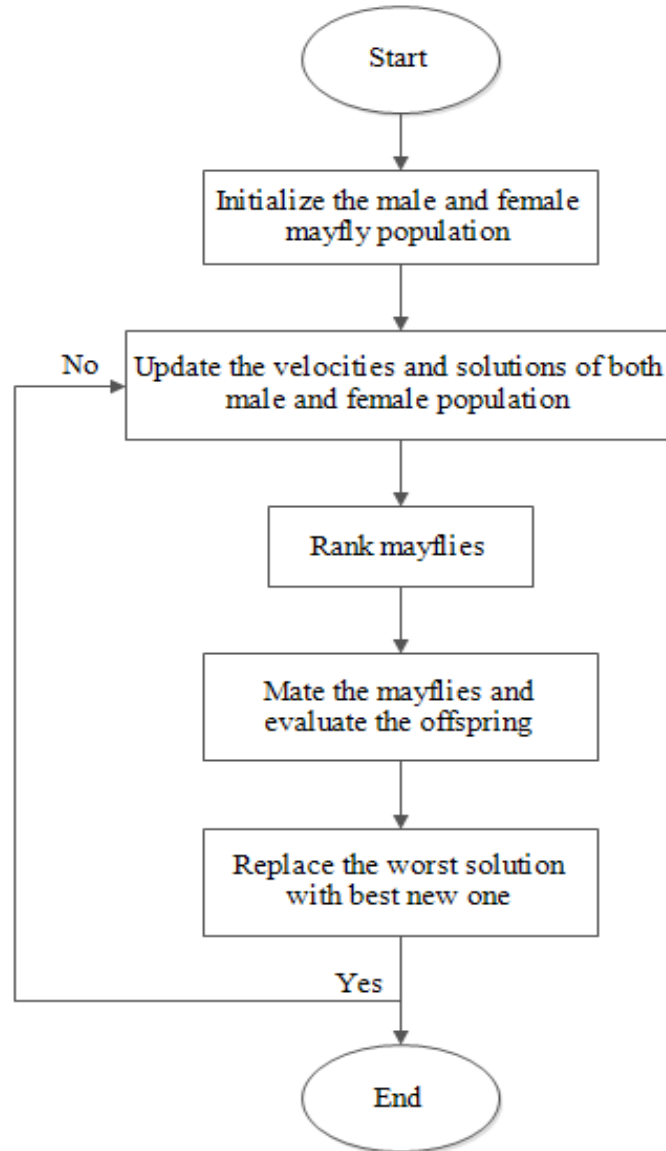 Start
Initialize the male and female
mayfly population
No
Update the velocities and solutions of both
male and female population
Rank mayflies
Mate the mayflies and
evaluate the offspring
Replace the worst solution
with best new one
Yes
End